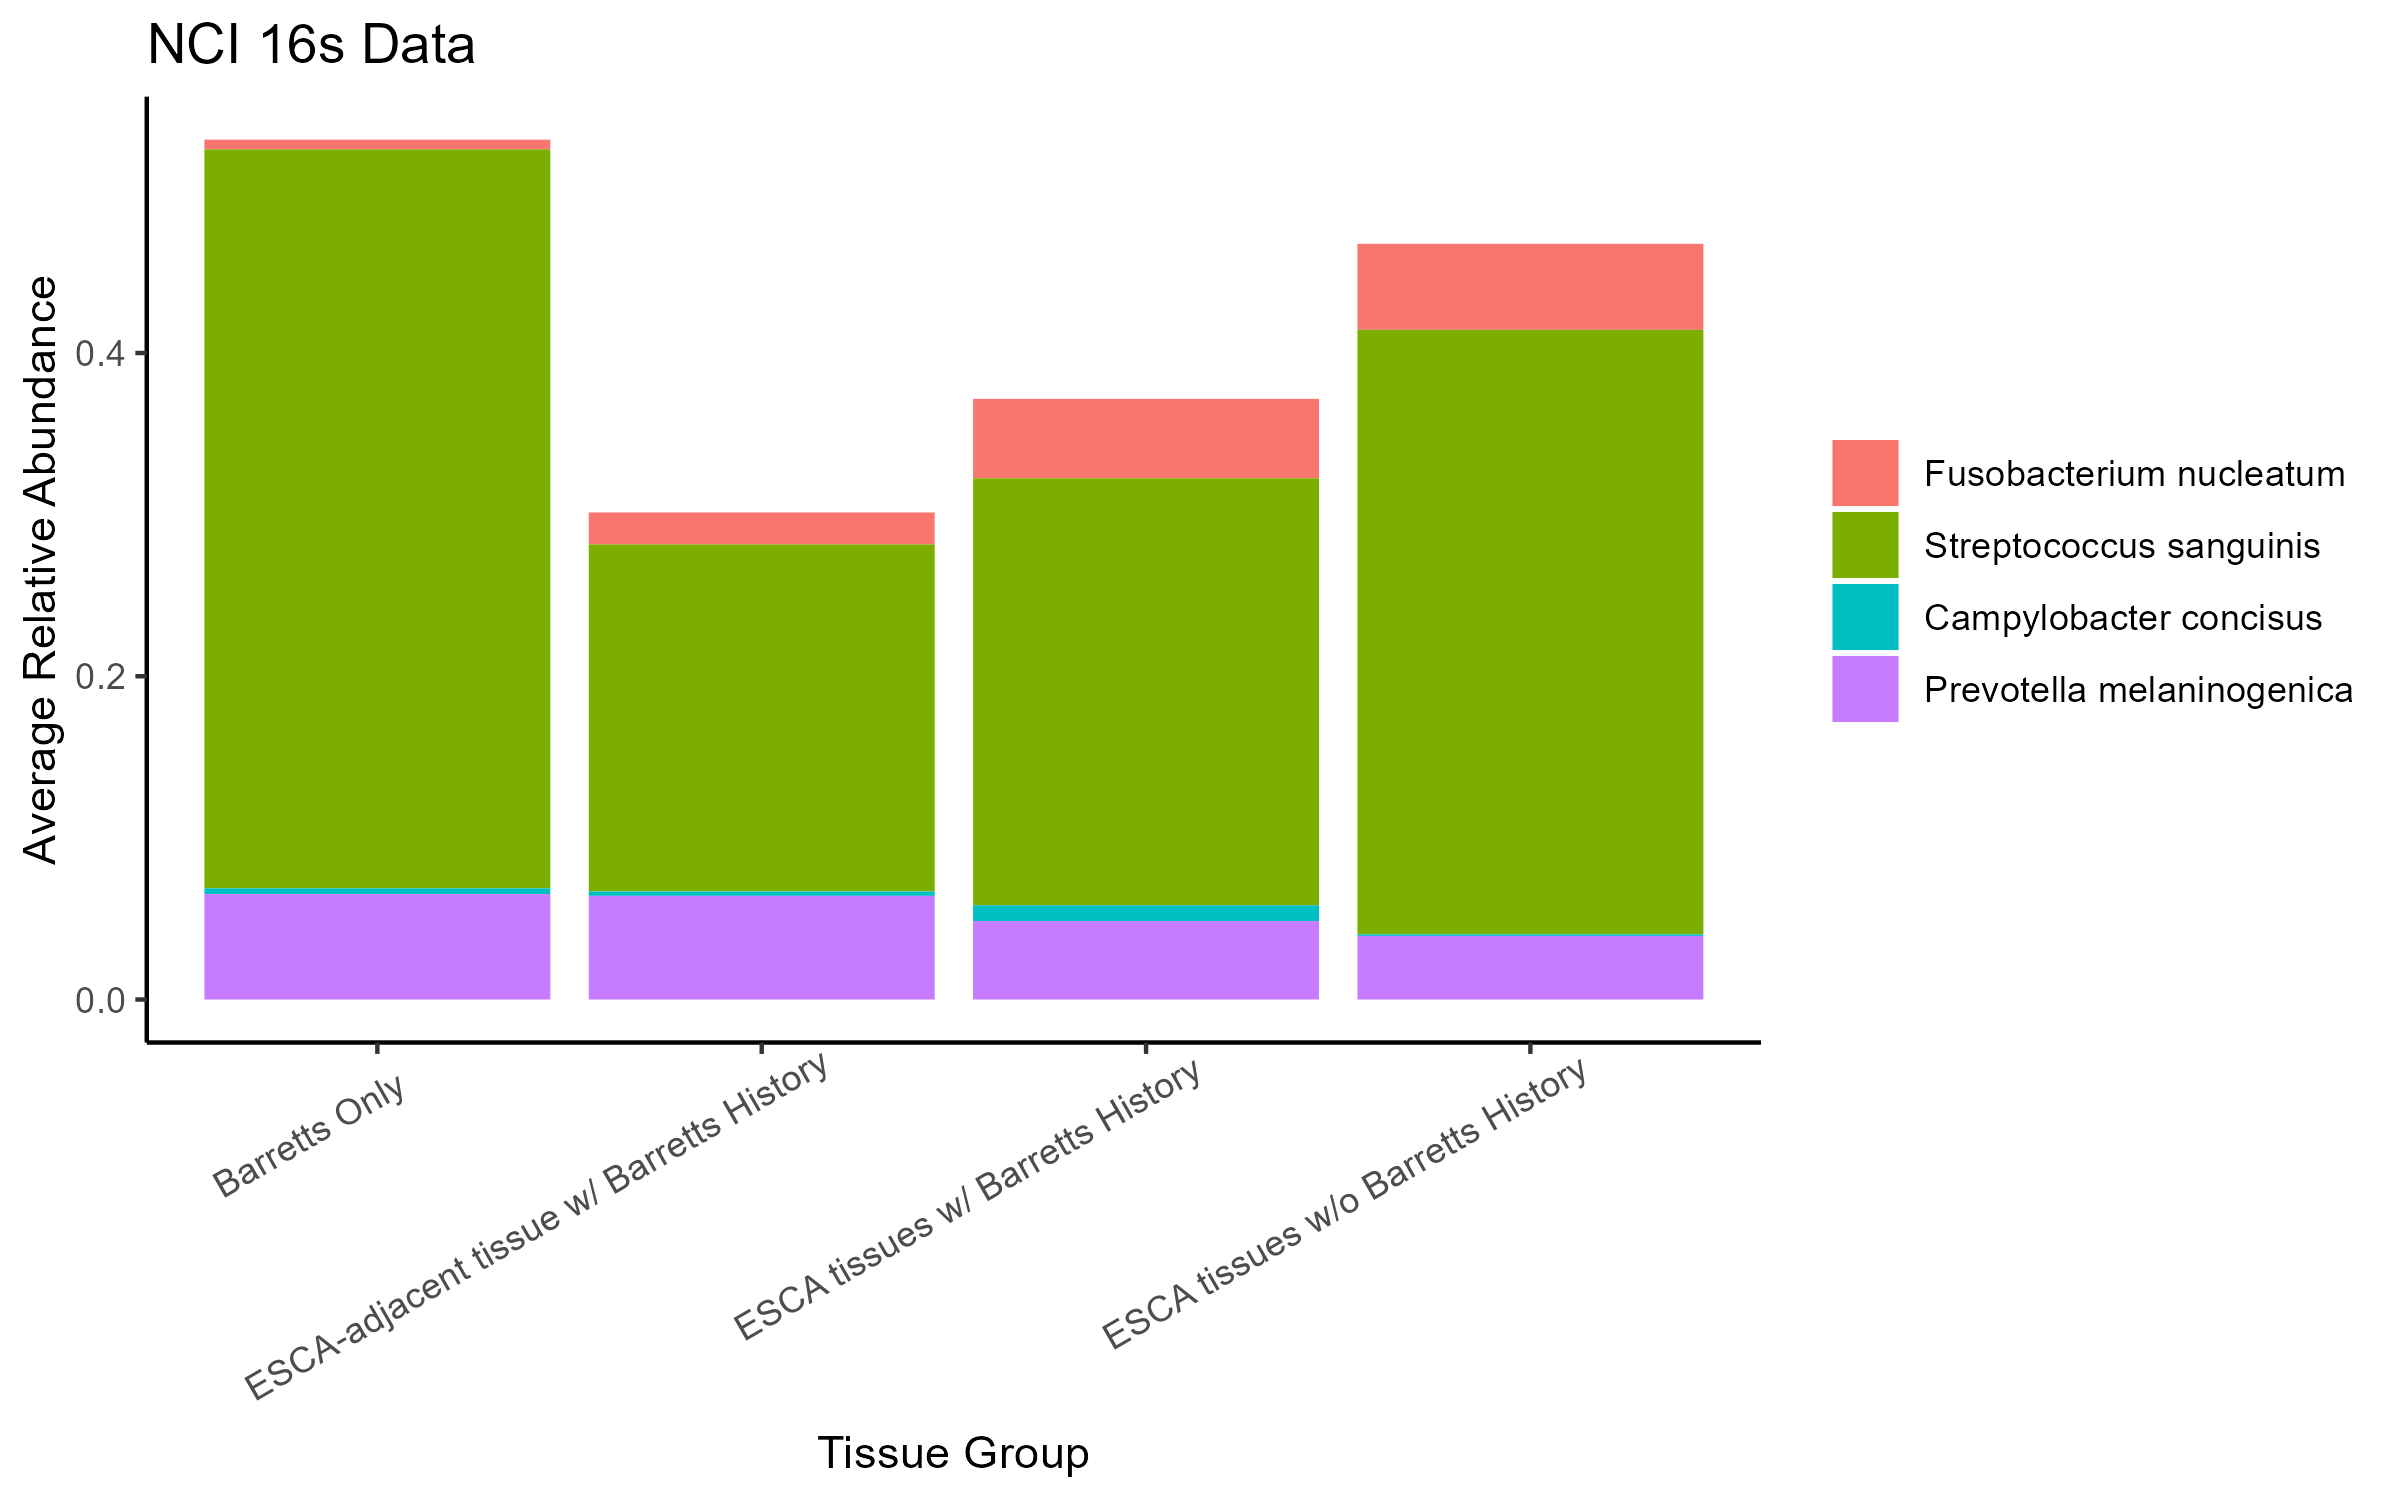 NCI 16s Data
Average Relative Abundance
0.4
0.2
0.0
Fusobacterium nucleatum
Streptococcus sanguinis
Campylobacter concisus
Prevotella melaninogenica
Barretts Only
ESCA-adjacent tissue w/ Barretts History
ESCA tissues w/ Barretts History
ESCA tissues w/o Barretts History
Tissue Group